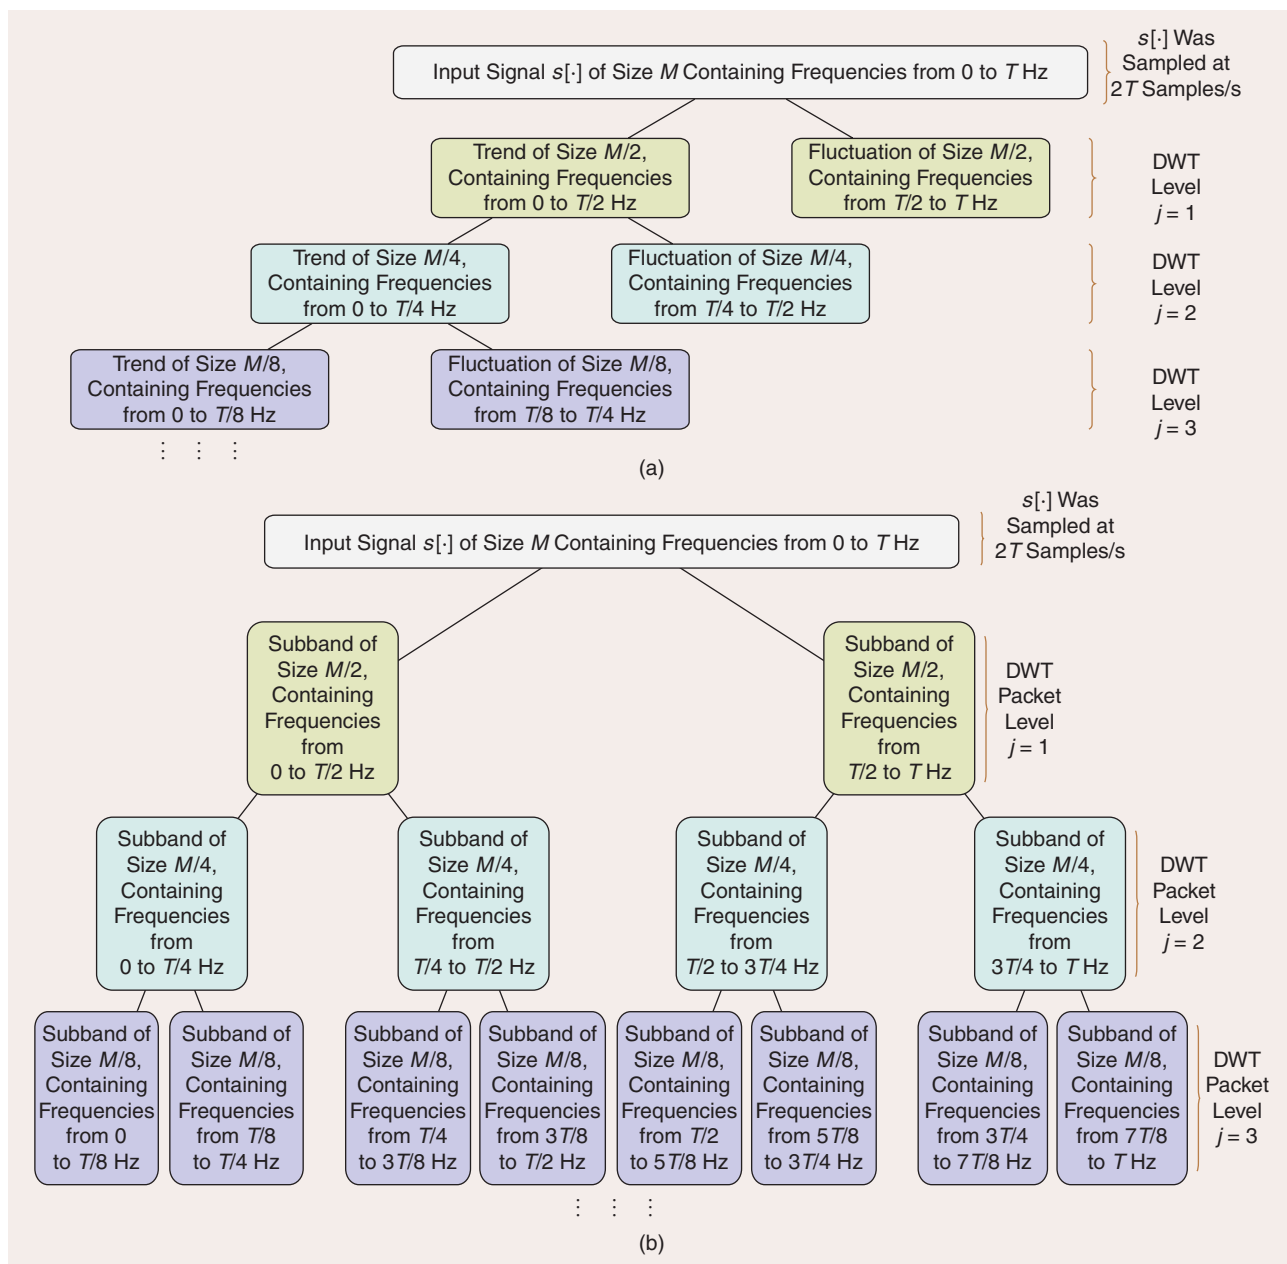 Input Signal s[·] of Size M Containing Frequencies from 0 to T Hz
s[·] Was
Sampled at
2T Samples/s
Trend of Size M/2,
Containing Frequencies
from 0 to T/2 Hz
Fluctuation of Size M/2,
Containing Frequencies
from T/2 to T Hz
DWT
Level
j = 1
Trend of Size M/4,
Containing Frequencies
from 0 to T/4 Hz
Fluctuation of Size M/4,
Containing Frequencies
from T/4 to T/2 Hz
DWT
Level
j = 2
Trend of Size M/8,
Containing Frequencies
from 0 to T/8 Hz
Fluctuation of Size M/8,
Containing Frequencies
from T/8 to T/4 Hz
DWT
Level
j = 3
⋮ ⋮ ⋮
(a)
Input Signal s[·] of Size M Containing Frequencies from 0 to T Hz
s[·] Was
Sampled at
2T Samples/s
Subband of
Size M/2,
Containing
Frequencies
from
0 to T/2 Hz
Subband of
Size M/2,
Containing
Frequencies
from
T/2 to T Hz
DWT
Packet
Level
j = 1
Subband of
Size M/4,
Containing
Frequencies
from
0 to T/4 Hz
Subband of
Size M/4,
Containing
Frequencies
from
T/4 to T/2 Hz
Subband of
Size M/4,
Containing
Frequencies
from
T/2 to 3T/4 Hz
Subband of
Size M/4,
Containing
Frequencies
from
3T/4 to T Hz
DWT
Packet
Level
j = 2
Subband of
Size M/8,
Containing
Frequencies
from 0
to T/8 Hz
Subband of
Size M/8,
Containing
Frequencies
from T/8
to T/4 Hz
Subband of
Size M/8,
Containing
Frequencies
from T/4
to 3T/8 Hz
Subband of
Size M/8,
Containing
Frequencies
from 3T/8
to T/2 Hz
Subband of
Size M/8,
Containing
Frequencies
from T/2
to 5T/8 Hz
Subband of
Size M/8,
Containing
Frequencies
from 5T/8
to 3T/4 Hz
Subband of
Size M/8,
Containing
Frequencies
from 3T/4
to 7T/8 Hz
Subband of
Size M/8,
Containing
Frequencies
from 7T/8
to T Hz
DWT
Packet
Level
j = 3
⋮ ⋮ ⋮
(b)